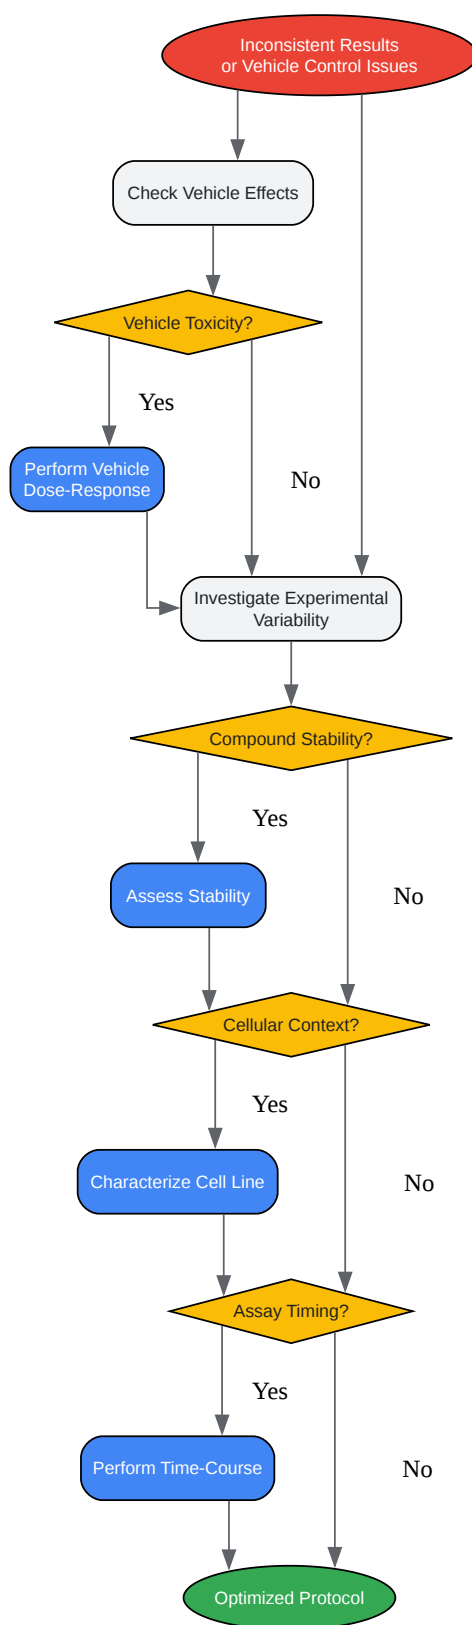 Inconsistent Results
or Vehicle Control Issues
Check Vehicle Effects
Vehicle Toxicity?
Yes
Perform Vehicle
Dose-Response
No
Investigate Experimental
Variability
Compound Stability?
Yes
Assess Stability
No
Cellular Context?
Yes
Characterize Cell Line
No
Assay Timing?
Yes
Perform Time-Course
No
Optimized Protocol